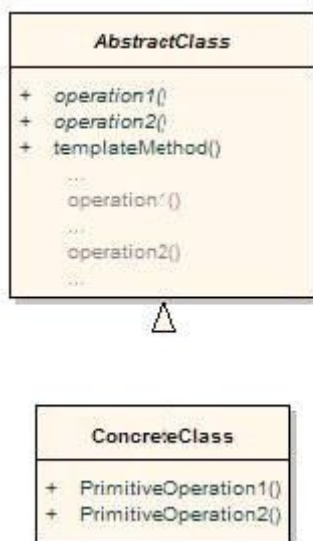 AbstractClass
+ operation1()
+ operation2()
+ templateMethod()
...
operation1()
...
operation2()
...
ConcreteClass
+ PrimitiveOperation1()
+ PrimitiveOperation2()